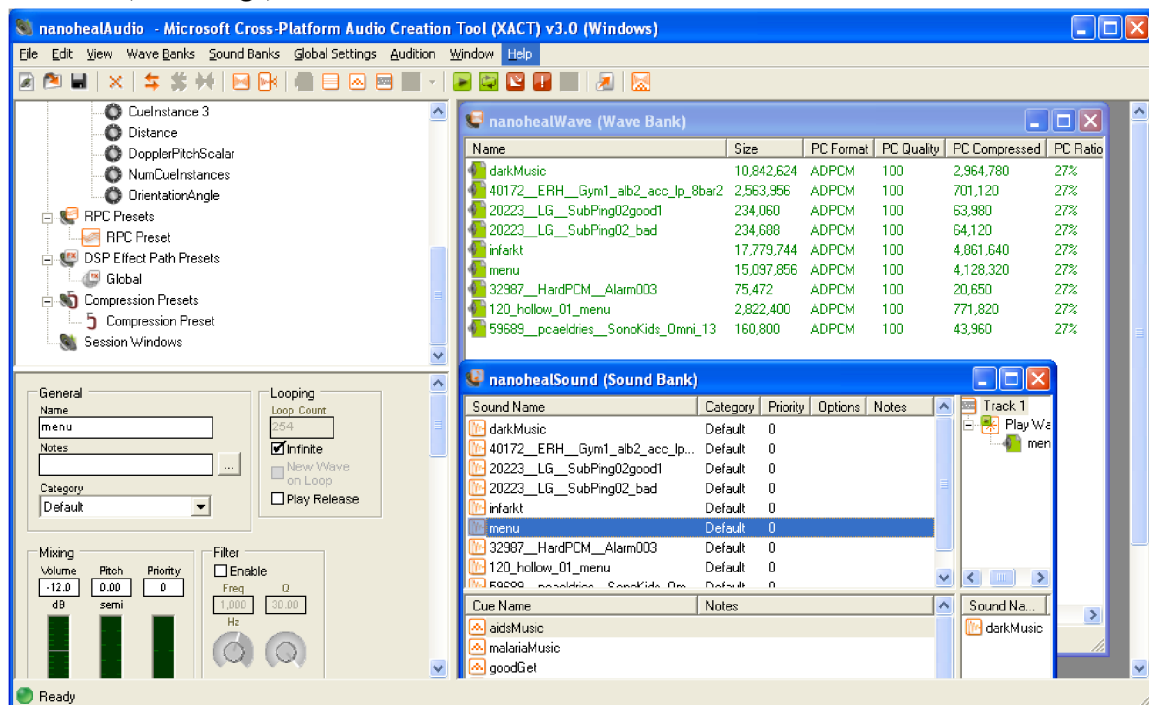 nanohealAudio - Microsoft Cross-Platform Audio Creation Tool (XACT) v3.0 (Windows)
File Edit View Wave Banks Sound Banks Global Settings Audition Window Help
CueInstance 3
Distance
DopplerPitchScalar
NumCueInstances
OrientationAngle
RPC Presets
RPC Preset
DSP Effect Path Presets
Global
Compression Presets
Compression Preset
Session Windows
nanohealWave (Wave Bank)
Name Size PC Format PC Quality PC Compressed PC Ratio
darkMusic 10,842,624 ADPCM 100 2,964,780 27%
40172__ERH__Gym1_alb2_acc_lp_8bar2 2,563,956 ADPCM 100 701,120 27%
20223__LG__SubPing02good1 234,060 ADPCM 100 63,980 27%
20223__LG__SubPing02_bad 234,688 ADPCM 100 64,120 27%
infarkt 17,779,744 ADPCM 100 4,861,640 27%
menu 15,097,856 ADPCM 100 4,128,320 27%
32987__HardPCM__Alarm003 75,472 ADPCM 100 20,650 27%
120_hollow_01_menu 2,822,400 ADPCM 100 771,820 27%
59689__pcaeldries__SonoKids_Omni_13 160,800 ADPCM 100 43,960 27%
General
Name
menu
Notes
...
Category
Default
Looping
Loop Count
254
Infinite
New Wave
on Loop
Play Release
Mixing
Volume Pitch Priority
-12.0 0.00 0
dB semi
Filter
Enable
Freq Q
1,000 30.00
Hz
nanohealSound (Sound Bank)
Sound Name Category Priority Options Notes
darkMusic Default 0
40172__ERH__Gym1_alb2_acc_lp... Default 0
20223__LG__SubPing02good1 Default 0
20223__LG__SubPing02_bad Default 0
infarkt Default 0
menu Default 0
32987__HardPCM__Alarm003 Default 0
120_hollow_01_menu Default 0
59689__pcaeldries__SonoKids_Om... Default 0
Track 1
Play Wa
men
Cue Name Notes
aidsMusic
malariaMusic
goodGet
Sound Na...
darkMusic
Ready